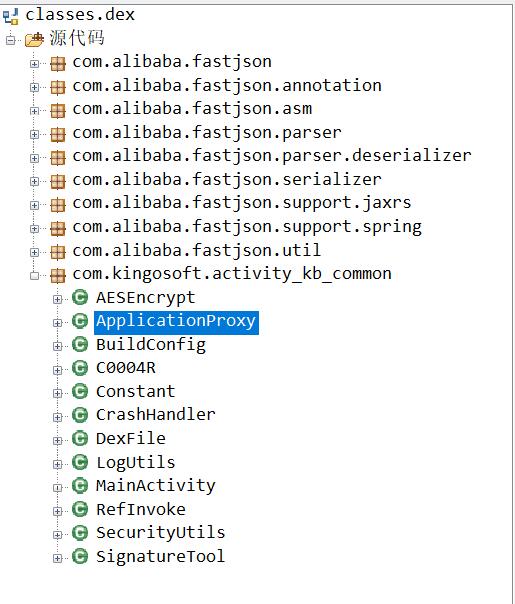 classes.dex
源代码
com.alibaba.fastjson
com.alibaba.fastjson.annotation
com.alibaba.fastjson.asm
com.alibaba.fastjson.parser
com.alibaba.fastjson.parser.deserializer
com.alibaba.fastjson.serializer
com.alibaba.fastjson.support.jaxrs
com.alibaba.fastjson.support.spring
com.alibaba.fastjson.util
com.kingosoft.activity_kb_common
AESEncrypt
ApplicationProxy
BuildConfig
C0004R
Constant
CrashHandler
DexFile
LogUtils
MainActivity
RefInvoke
SecurityUtils
SignatureTool